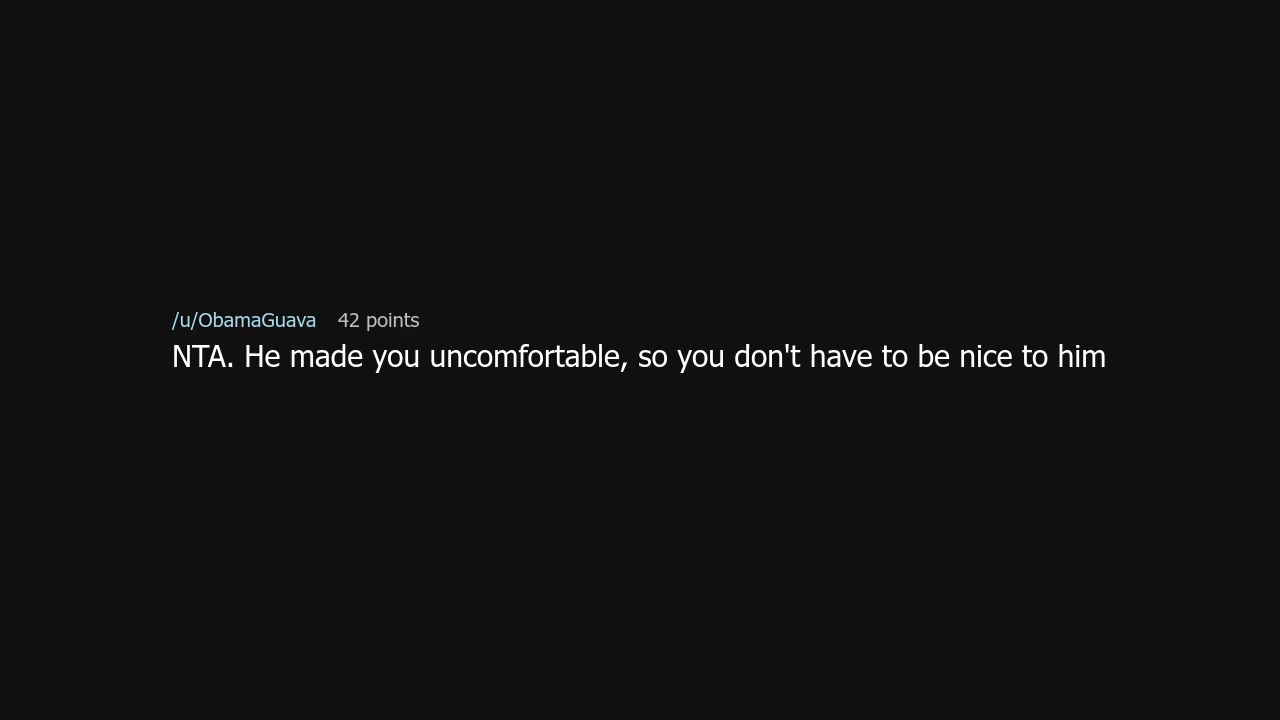 /u/ObamaGuava 42 points
NTA. He made you uncomfortable, so you don't have to be nice to him